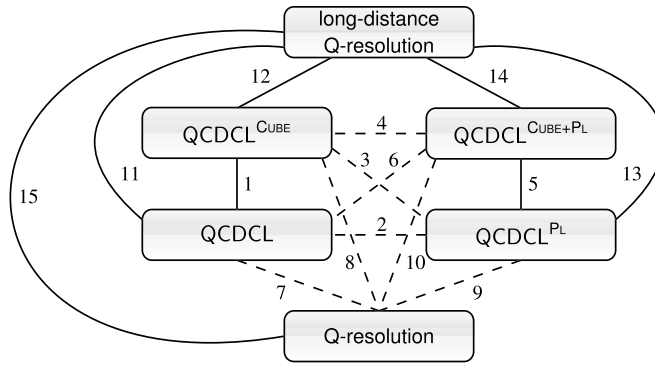 long-distance
Q-resolution
12
14
QCDCL^CUBE
4
QCDCL^CUBE+PL
3
6
11
1
5
13
15
QCDCL
2
QCDCL^PL
8
10
7
9
Q-resolution